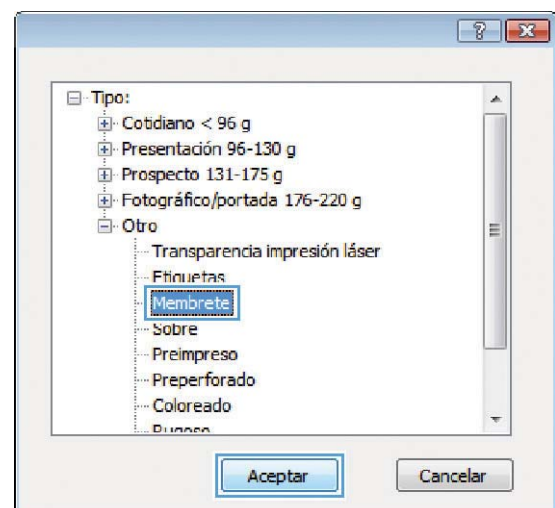 Tipo:
Cotidiano < 96 g
Presentación 96-130 g
Prospecto 131-175 g
Fotográfico/portada 176-220 g
Otro
Transparencia impresión láser
Etiquetas
Membrete
Sobre
Preimpreso
Preperforado
Coloreado
Rugoso
Aceptar
Cancelar